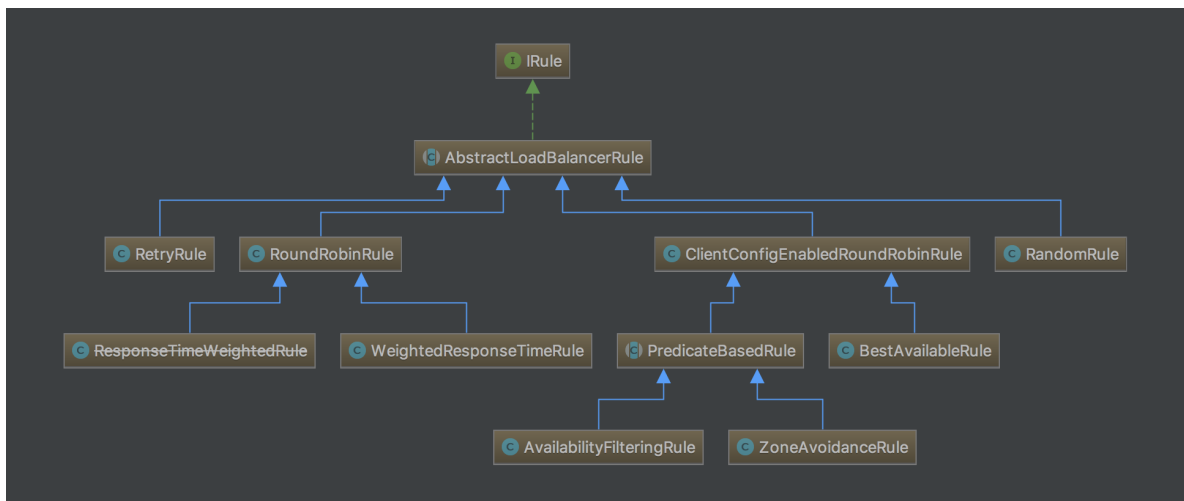 I IRule
C AbstractLoadBalancerRule
C RetryRule
C RoundRobinRule
C ClientConfigEnabledRoundRobinRule
C RandomRule
C ResponseTimeWeightedRule
C WeightedResponseTimeRule
C PredicateBasedRule
C BestAvailableRule
C AvailabilityFilteringRule
C ZoneAvoidanceRule